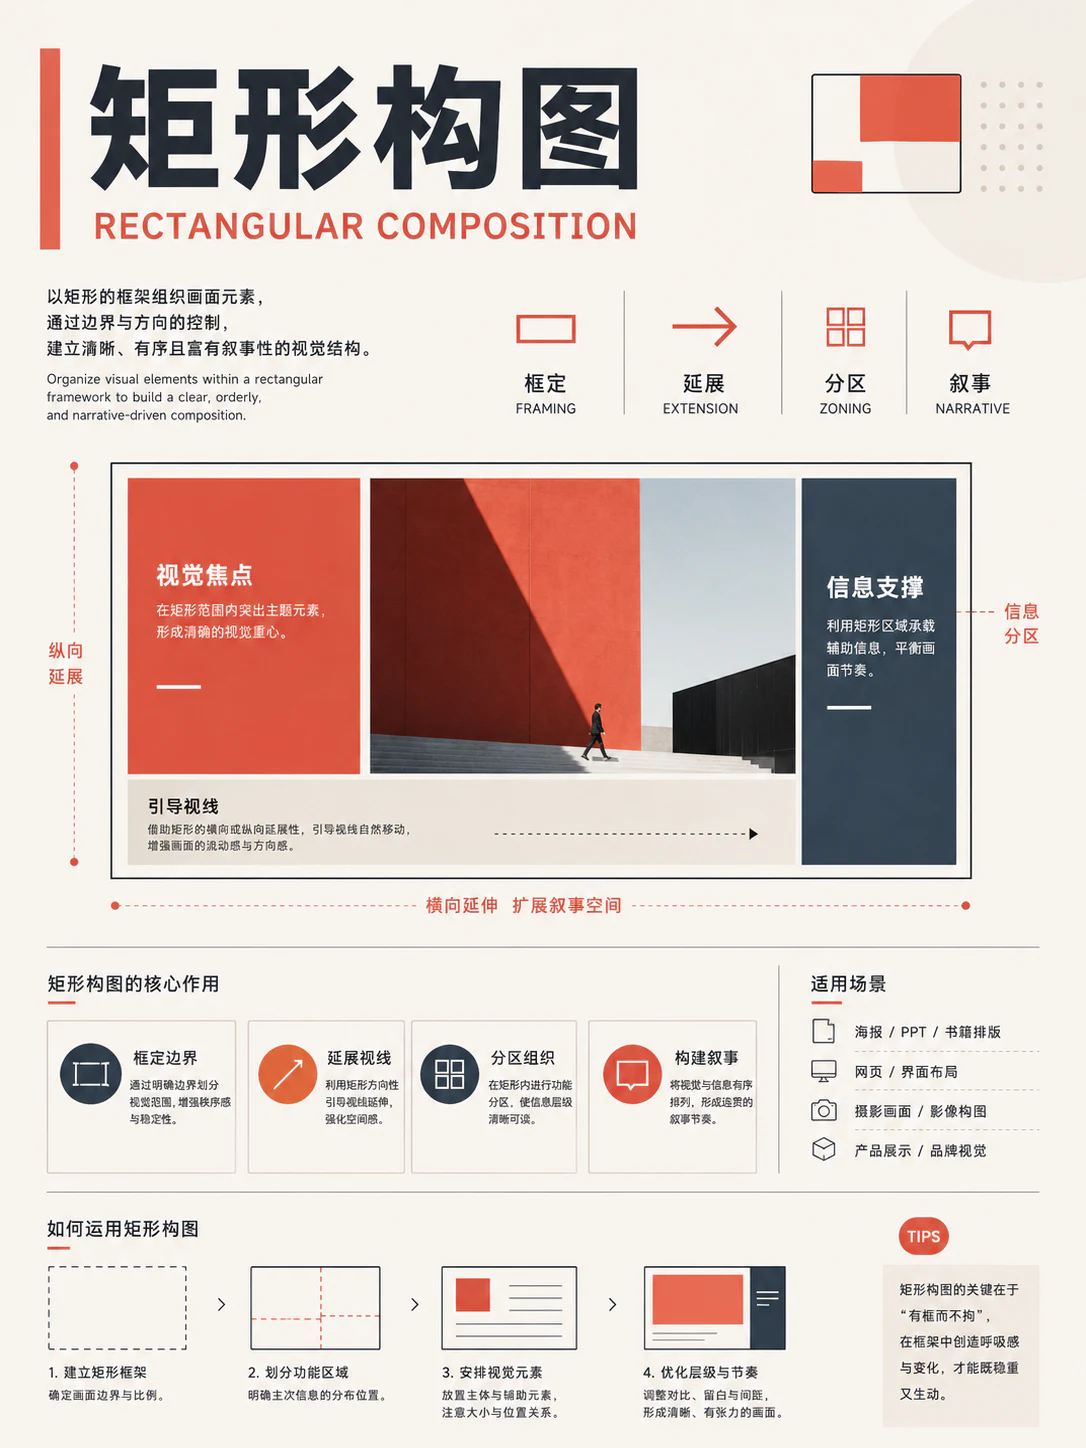 矩形构图
RECTANGULAR COMPOSITION
以矩形的框架组织画面元素，
通过边界与方向的控制，
建立清晰、有序且富有叙事性的视觉结构。
Organize visual elements within a rectangular
framework to build a clear, orderly,
and narrative-driven composition.
框定
FRAMING
延展
EXTENSION
分区
ZONING
叙事
NARRATIVE
纵向
延展
视觉焦点
在矩形范围内突出主题元素，
形成清确的视觉重心。
信息支撑
利用矩形区域承载
辅助信息，平衡画
面节奏。
信息
分区
引导视线
借助矩形的横向或纵向延展性，引导视线自然移动，
增强画面的流动感与方向感。
横向延伸 扩展叙事空间
矩形构图的核心作用
框定边界
通过明确边界划分
视觉范围，增强秩序感
与稳定性。
延展视线
利用矩形方向性
引导视线延伸，
强化空间感。
分区组织
在矩形内进行功能
分区，使信息层级
清晰可读。
构建叙事
将视觉与信息有序
排列，形成连贯的
叙事节奏。
适用场景
海报 / PPT / 书籍排版
网页 / 界面布局
摄影画面 / 影像构图
产品展示 / 品牌视觉
如何运用矩形构图
1. 建立矩形框架
确定画面边界与比例。
2. 划分功能区域
明确主次信息的分布位置。
3. 安排视觉元素
放置主体与辅助元素，
注意大小与位置关系。
4. 优化层级与节奏
调整对比、留白与间距，
形成清晰、有张力的画面。
TIPS
矩形构图的关键在于
“有框而不拘”，
在框架中创造呼吸感
与变化，才能既稳重
又生动。